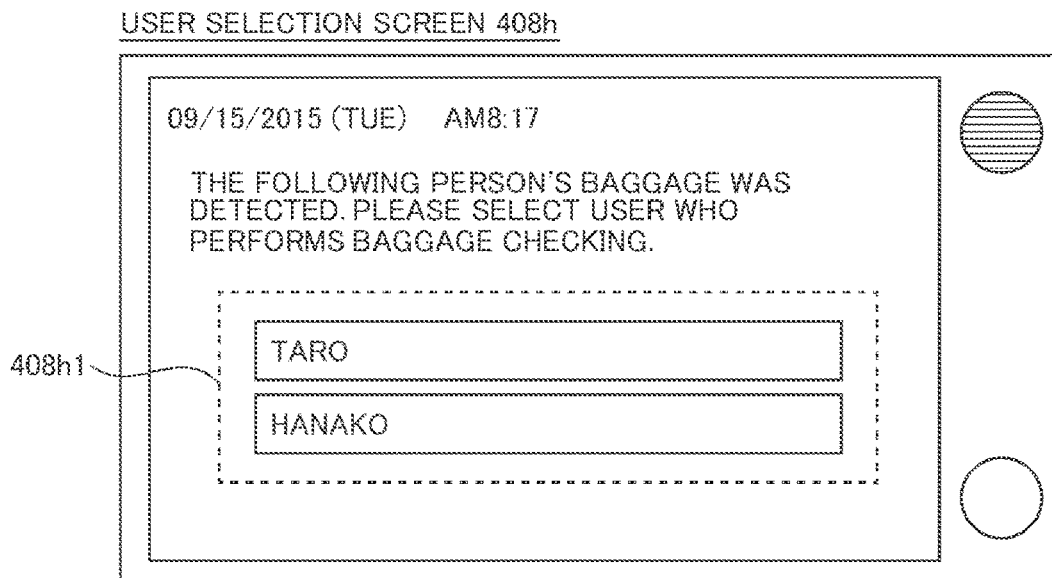 USER SELECTION SCREEN 408h
09/15/2015 (TUE) AM8:17
THE FOLLOWING PERSON'S BAGGAGE WAS
DETECTED. PLEASE SELECT USER WHO
PERFORMS BAGGAGE CHECKING.
408h1
TARO
HANAKO